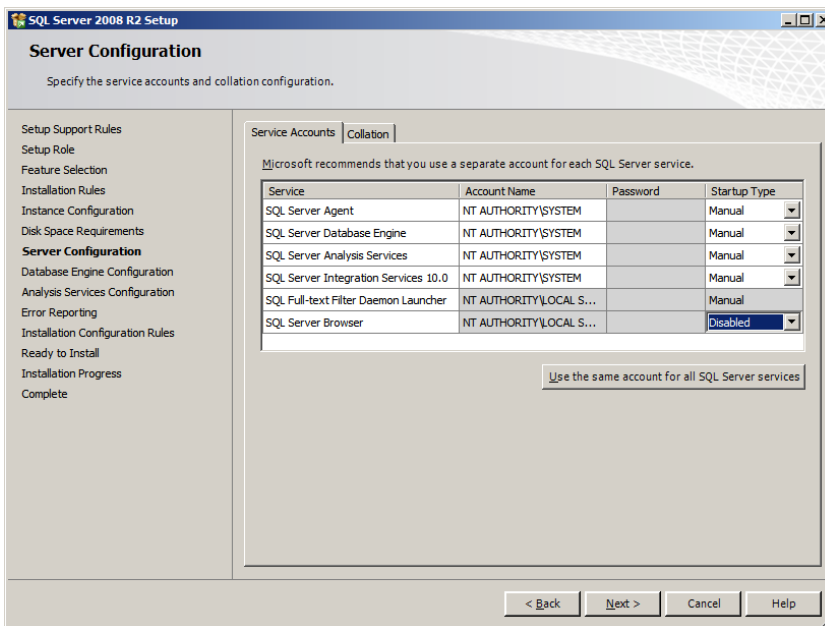 SQL Server 2008 R2 Setup
Server Configuration
Specify the service accounts and collation configuration.
Setup Support Rules
Setup Role
Feature Selection
Installation Rules
Instance Configuration
Disk Space Requirements
Server Configuration
Database Engine Configuration
Analysis Services Configuration
Error Reporting
Installation Configuration Rules
Ready to Install
Installation Progress
Complete
Service Accounts Collation
Microsoft recommends that you use a separate account for each SQL Server service.
Service Account Name Password Startup Type
SQL Server Agent NT AUTHORITY\SYSTEM Manual
SQL Server Database Engine NT AUTHORITY\SYSTEM Manual
SQL Server Analysis Services NT AUTHORITY\SYSTEM Manual
SQL Server Integration Services 10.0 NT AUTHORITY\SYSTEM Manual
SQL Full-text Filter Daemon Launcher NT AUTHORITY\LOCAL S... Manual
SQL Server Browser NT AUTHORITY\LOCAL S... Disabled
Use the same account for all SQL Server services
< Back Next > Cancel Help